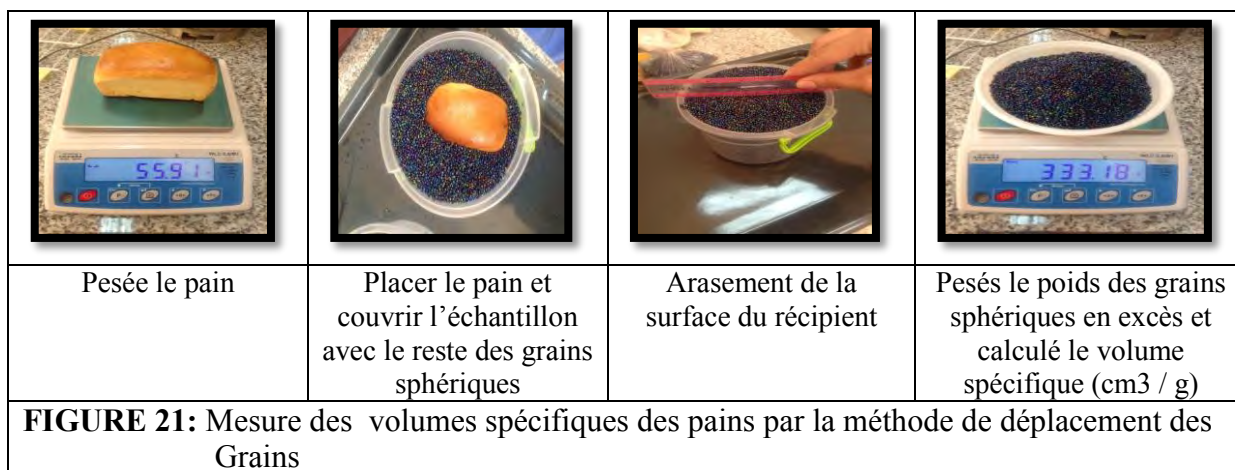 55.91
333.18
Pesée le pain
Placer le pain et
couvrir l’échantillon
avec le reste des grains
sphériques
Arasement de la
surface du récipient
Pesés le poids des grains
sphériques en excès et
calculé le volume
spécifique (cm3 / g)
FIGURE 21: Mesure des volumes spécifiques des pains par la méthode de déplacement des
Grains